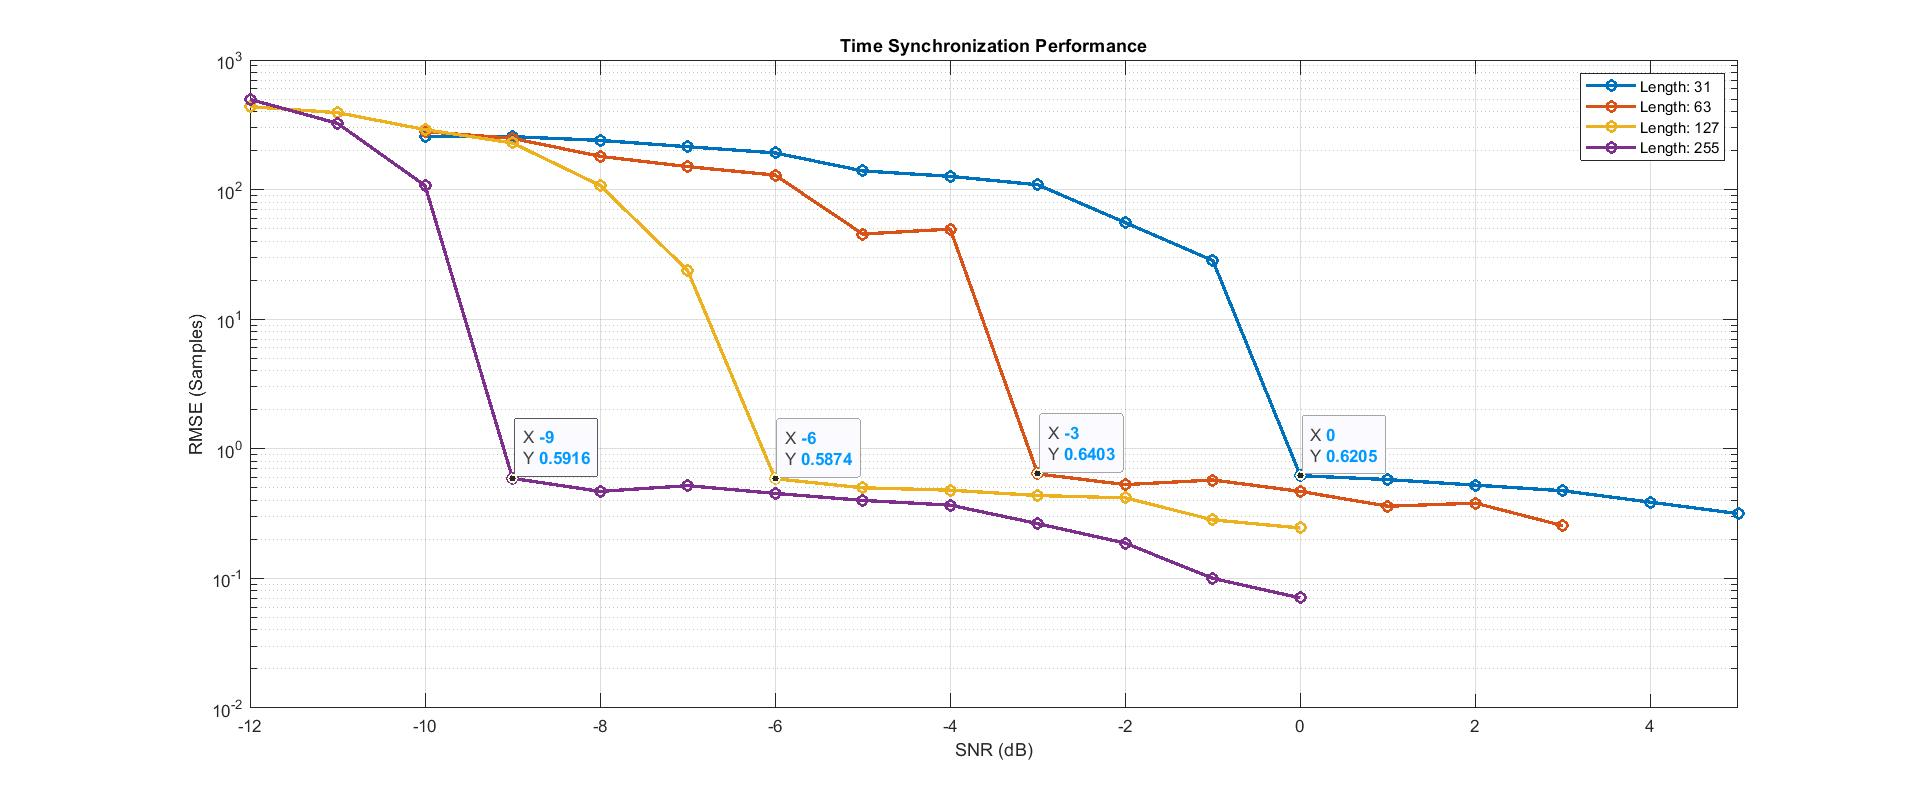 Time Synchronization Performance
10^3
10^2
10^1
10^0
10^-1
10^-2
RMSE (Samples)
Length: 31
Length: 63
Length: 127
Length: 255
X -9
Y 0.5916
X -6
Y 0.5874
X -3
Y 0.6403
X 0
Y 0.6205
-12 -10 -8 -6 -4 -2 0 2 4
SNR (dB)